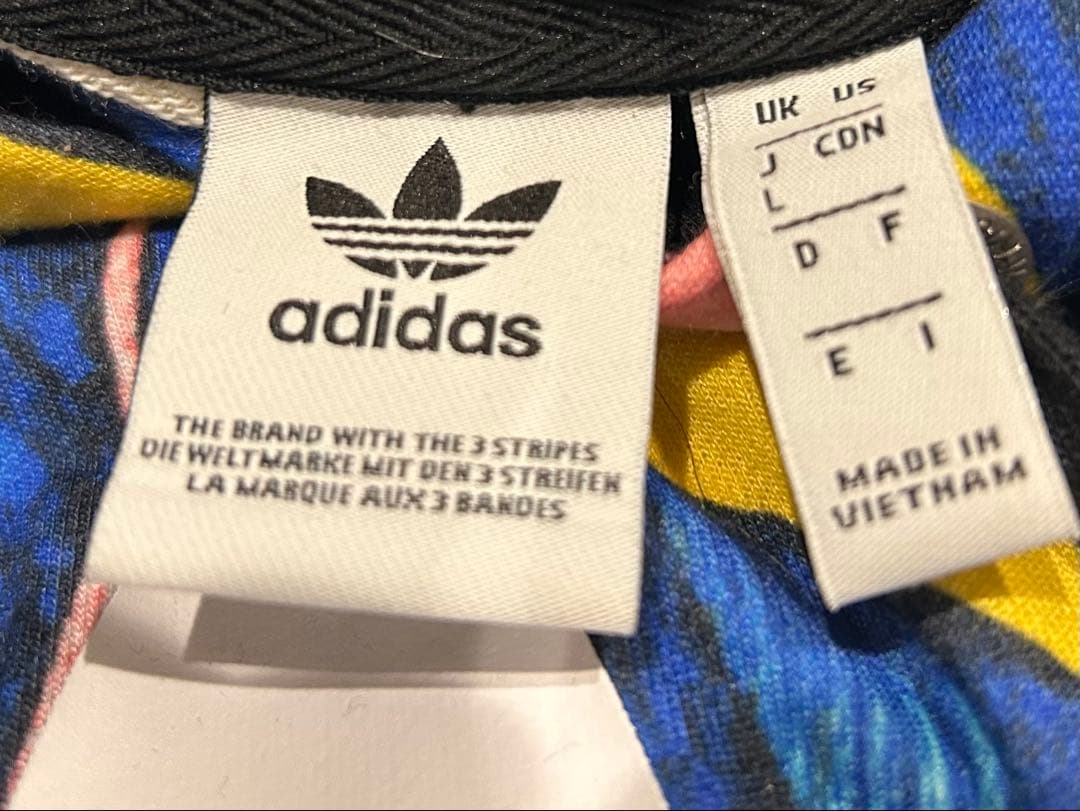 adidas
THE BRAND WITH THE 3 STRIPES
DIE WELTMARKE MIT DEN 3 STREIFEN
LA MARQUE AUX 3 BANDES
UK US
J CDN
L
D F
E I
MADE IN
VIETNAM